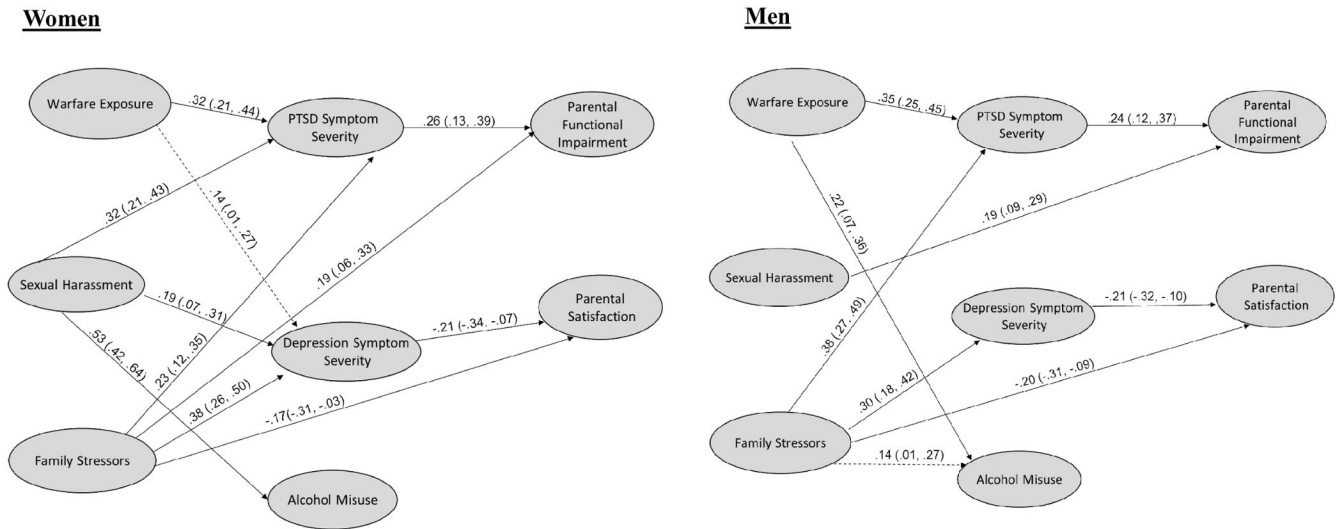 Women
Warfare Exposure
.32 (.21, .44)
PTSD Symptom
Severity
.26 (.13, .39)
Parental
Functional
Impairment
.32 (.21, .43)
.14 (.01, .27)
.19 (.06, .33)
Sexual Harassment
.19 (.07, .31)
Parental
Satisfaction
-.21 (-.34, -.07)
Depression Symptom
Severity
.53 (.42, .64)
.23 (.12, .35)
.38 (.26, .50)
-.17(-.31, -.03)
Family Stressors
Alcohol Misuse
Men
Warfare Exposure
.35 (.25, .45)
PTSD Symptom
Severity
.24 (.12, .37)
Parental
Functional
Impairment
.22 (.07, .36)
.19 (.09, .29)
Sexual Harassment
.38 (.27, .49)
Depression Symptom
Severity
-.21 (-.32, -.10)
Parental
Satisfaction
.30 (.18, .42)
-.20 (-.31, -.09)
Family Stressors
.14 (.01, .27)
Alcohol Misuse